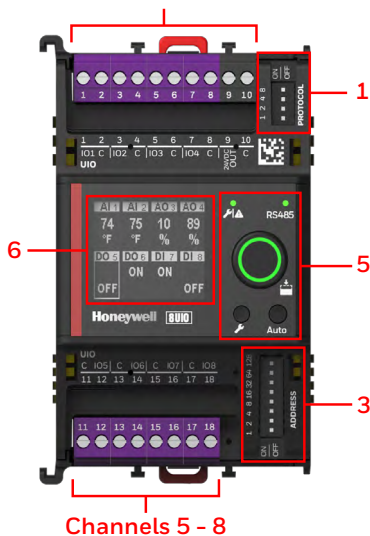 ON
OFF
1 2 4 8
PROTOCOL
1
1 2 3 4 5 6 7 8 9 10
1 2 3 4 5 6 7 8 9 10
IO1 C IO2 C IO3 C IO4 C 24VDC OUT C
UIO
AI 1 AI 2 AO 3 AO 4
74 75 10 89
°F °F % %
DO 5 DO 6 DI 7 DI 8
ON ON
OFF OFF
6
RS485
5
Auto
Honeywell 8UIO
UIO
C IO5 C IO6 C IO7 C IO8
11 12 13 14 15 16 17 18
1 2 4 8 16 32 64 128
ADDRESS
ON
OFF
3
11 12 13 14 15 16 17 18
Channels 5 - 8